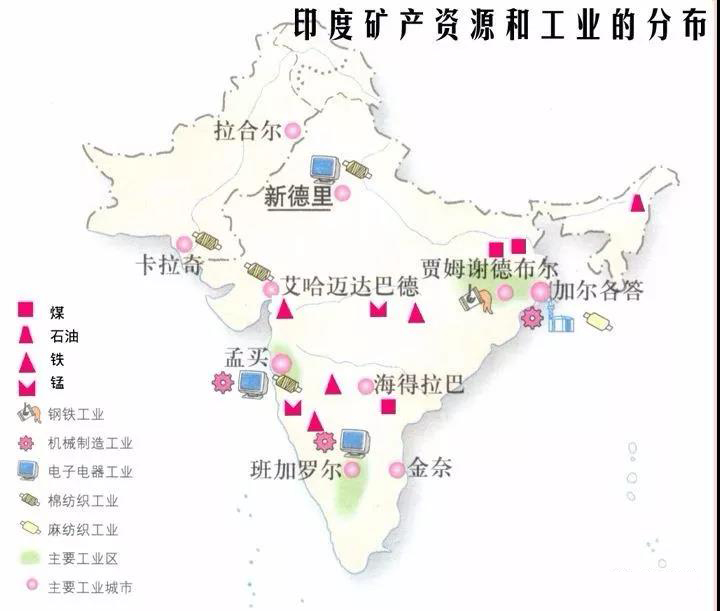 印度矿产资源和工业的分布
拉合尔
新德里
卡拉奇
艾哈迈达巴德
贾姆谢德布尔
加尔各答
孟买
海得拉巴
班加罗尔
金奈
煤
石油
铁
锰
钢铁工业
机械制造工业
电子电器工业
棉纺织工业
麻纺织工业
主要工业区
主要工业城市